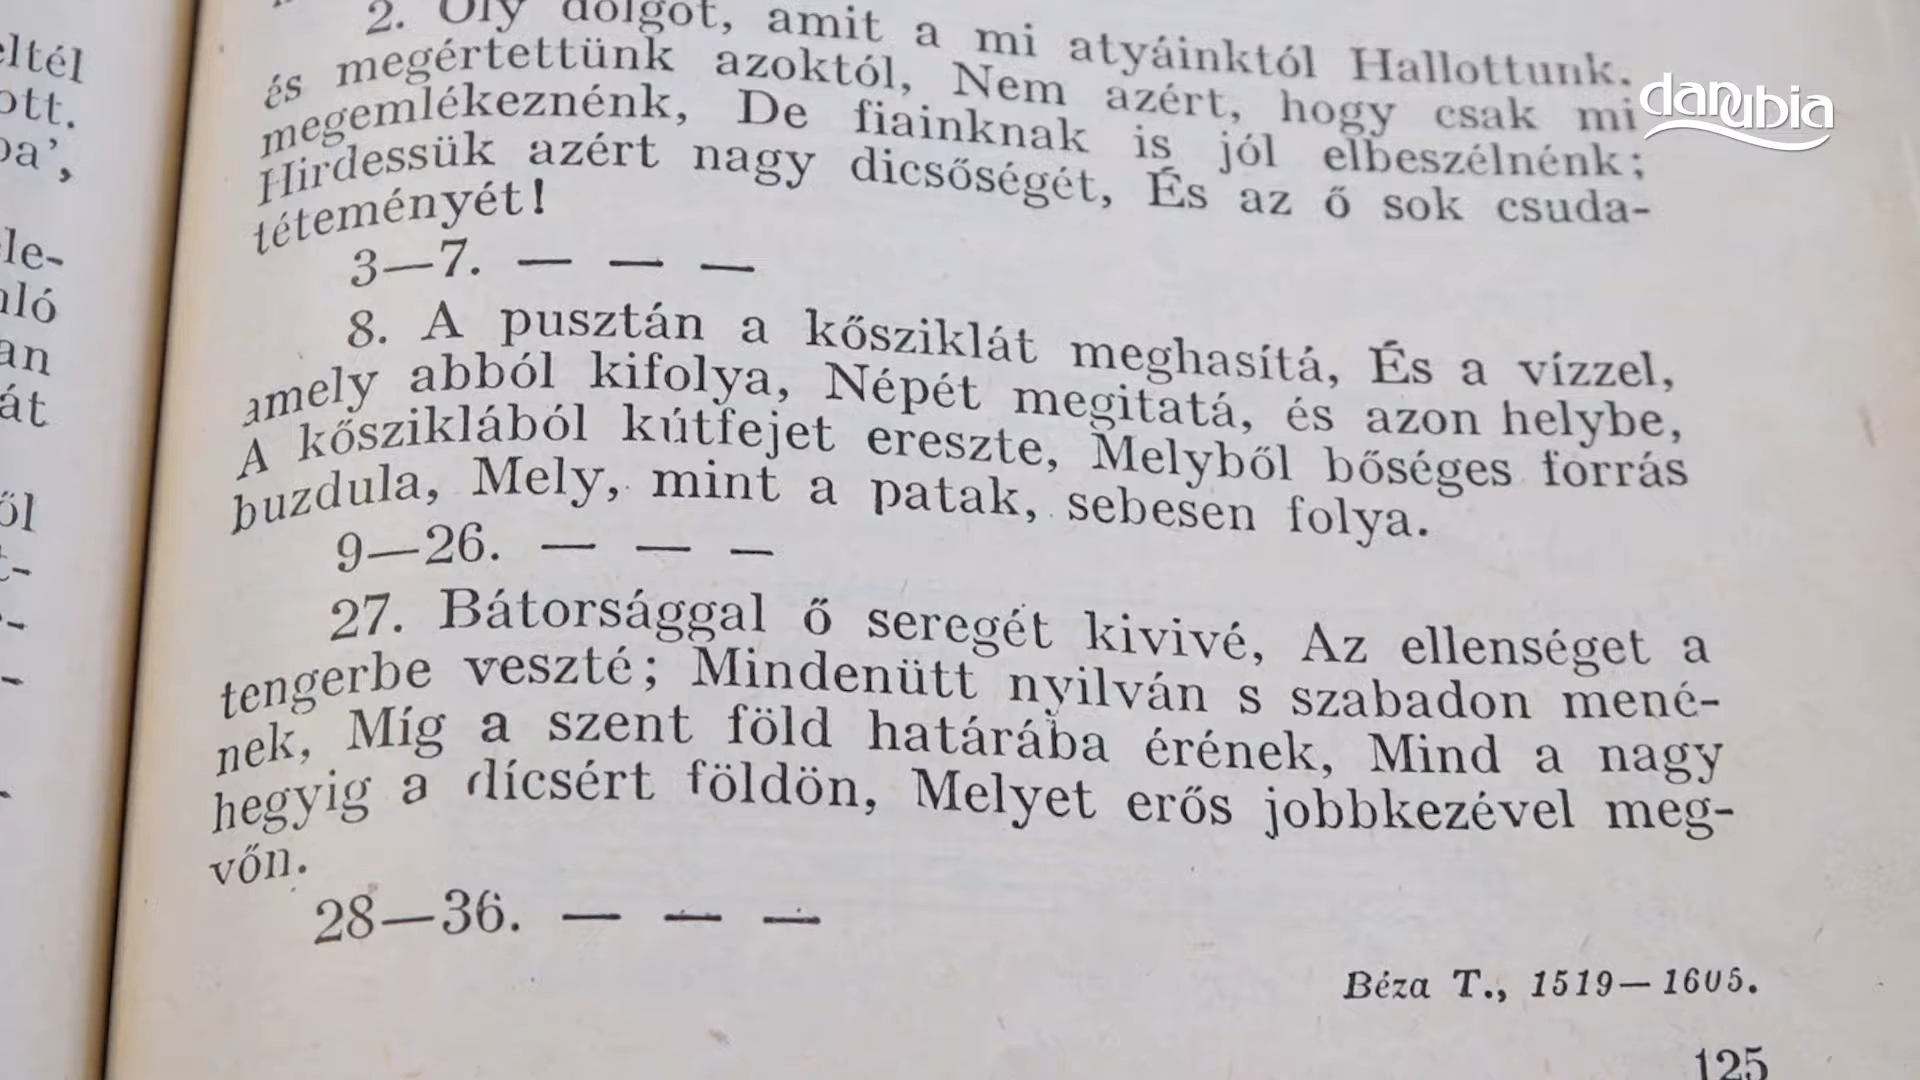 2. Oly dolgot, amit a mi atyáinktól Hallottunk.
és megértettünk azoktól, Nem azért, hogy csak mi
megemlékeznénk, De fiainknak is jól elbeszélnénk;
Hirdessük azért nagy dicsőségét, És az ő sok csuda-
téteményét!
3—7. — — —
8. A pusztán a kősziklát meghasítá, És a vízzel,
amely abból kifolya, Népét megitatá, és azon helybe,
A kősziklából kútfejet ereszte, Melyből bőséges forrás
buzdula, Mely, mint a patak, sebesen folya.
9—26. — — —
27. Bátorsággal ő seregét kivivé, Az ellenséget a
tengerbe veszté; Mindenütt nyilván s szabadon mené-
nek, Míg a szent föld határába érének, Mind a nagy
hegyig a dícsért földön, Melyet erős jobbkezével meg-
vőn.
28—36. — — —
Béza T., 1519—1605.
125
danubia